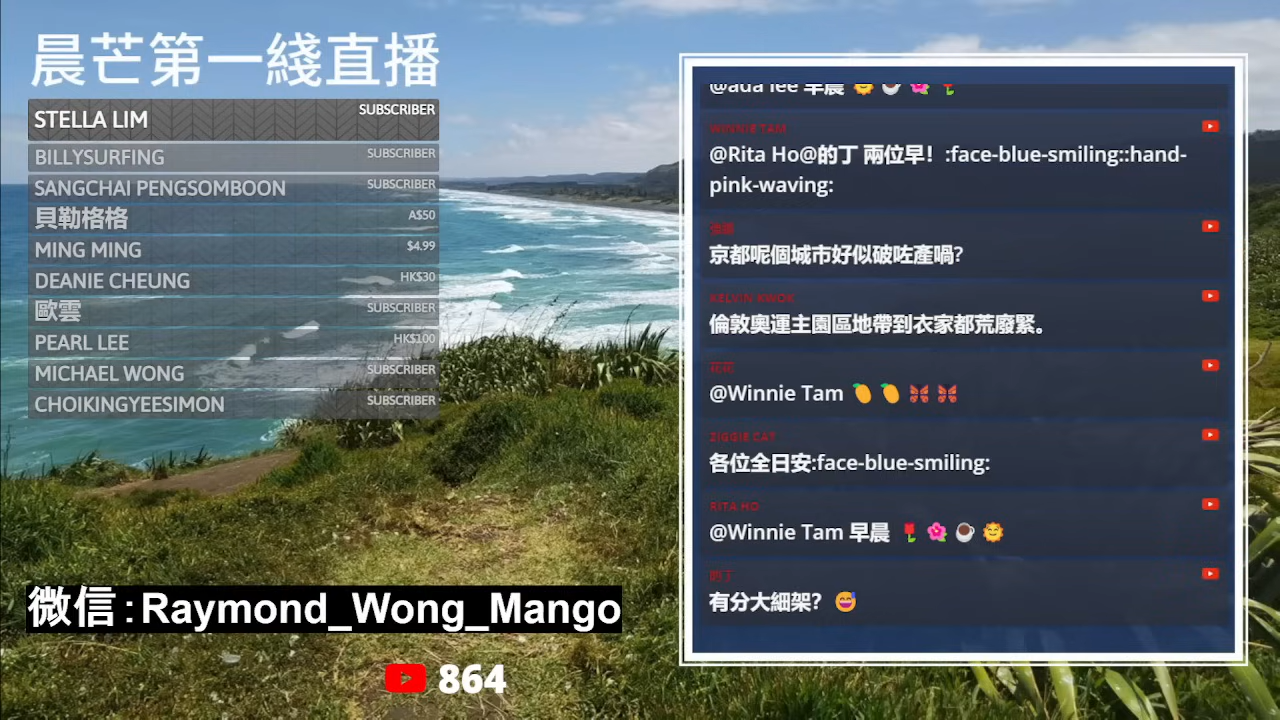 晨芒第一綫直播
STELLA LIM SUBSCRIBER
BILLYSURFING SUBSCRIBER
SANGCHAI PENGSOMBOON SUBSCRIBER
貝勒格格 A$50
MING MING $4.99
DEANIE CHEUNG HK$30
歐雲 SUBSCRIBER
PEARL LEE HK$100
MICHAEL WONG SUBSCRIBER
CHOIKINGYEESIMON SUBSCRIBER
微信:Raymond_Wong_Mango
864
@ada lee 早晨 🌞 ☕ 🌺 🌷
WINNIE TAM
@Rita Ho@的丁 兩位早！:face-blue-smiling::hand-
pink-waving:
京都呢個城市好似破咗產喎?
KELVIN KWOK
倫敦奧運主園區地帶到衣家都荒廢緊。
@Winnie Tam 🥭 🥭 🦋 🦋
ZIGGIE CAT
各位全日安:face-blue-smiling:
RITA HO
@Winnie Tam 早晨 🌷 🌺 ☕ 🌞
的丁
有分大細架？ 😅